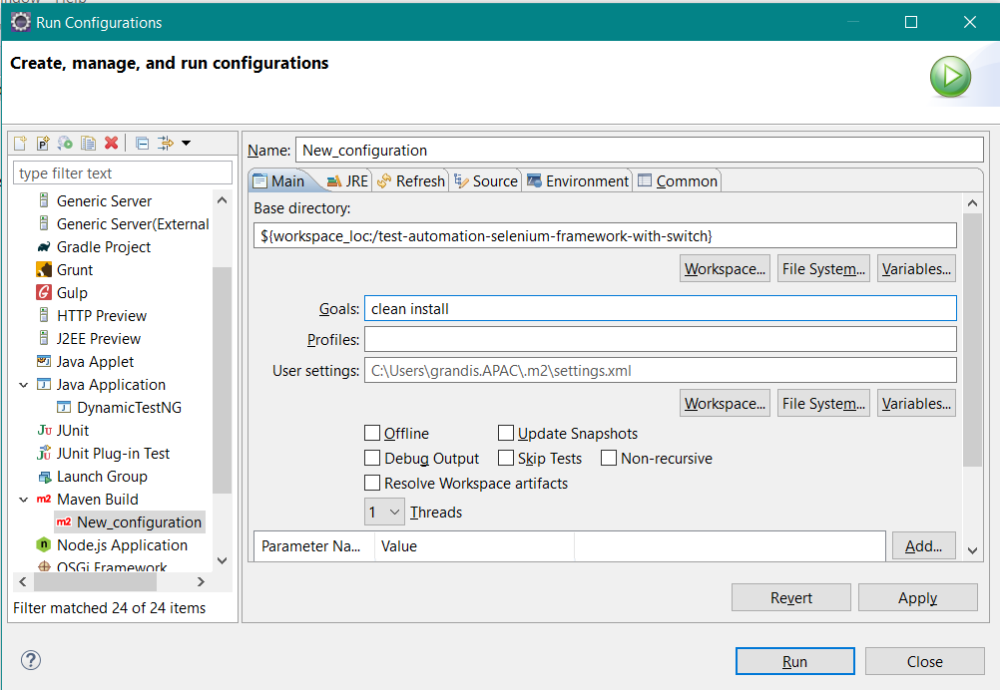 Run Configurations
Create, manage, and run configurations
type filter text
Generic Server
Generic Server(External
Gradle Project
Grunt
Gulp
HTTP Preview
J2EE Preview
Java Applet
Java Application
DynamicTestNG
JUnit
JUnit Plug-in Test
Launch Group
Maven Build
New_configuration
Node.js Application
OSGi Framework
Filter matched 24 of 24 items
Name: New_configuration
Main JRE Refresh Source Environment Common
Base directory:
${workspace_loc:/test-automation-selenium-framework-with-switch}
Workspace... File System... Variables...
Goals: clean install
Profiles:
User settings: C:\Users\grandis.APAC\.m2\settings.xml
Workspace... File System... Variables...
Offline Update Snapshots
Debug Output Skip Tests Non-recursive
Resolve Workspace artifacts
1 Threads
Parameter Na... Value Add...
Revert Apply
Run Close